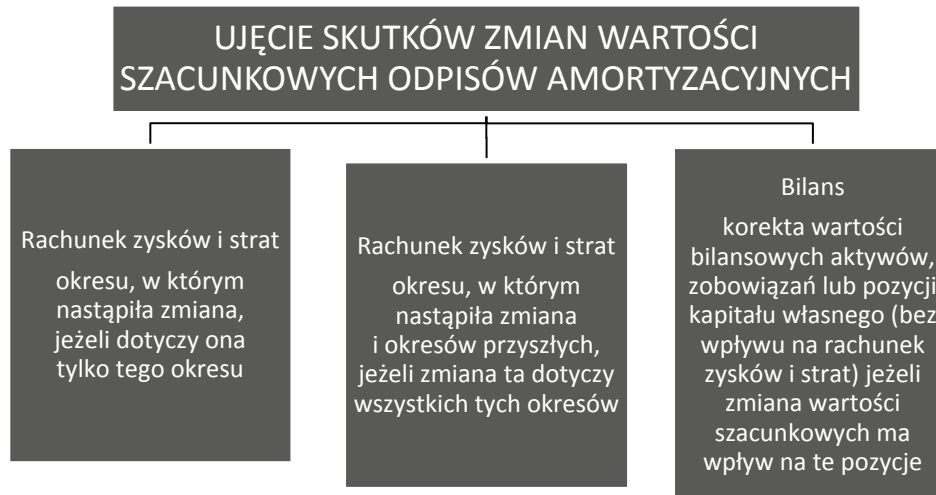 UJĘCIE SKUTKÓW ZMIAN WARTOŚCI
SZACUNKOWYCH ODPISÓW AMORTYZACYJNYCH
Rachunek zysków i strat
okresu, w którym
nastąpiła zmiana,
jeżeli dotyczy ona
tylko tego okresu
Rachunek zysków i strat
okresu, w którym
nastąpiła zmiana
i okresów przyszłych,
jeżeli zmiana ta dotyczy
wszystkich tych okresów
Bilans
korekta wartości
bilansowych aktywów,
zobowiązań lub pozycji
kapitału własnego (bez
wpływu na rachunek
zysków i strat) jeżeli
zmiana wartości
szacunkowych ma
wpływ na te pozycje